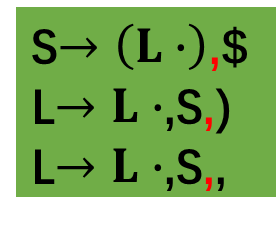 S→ (L ·),$
L→ L ·,S,)
L→ L ·,S,,